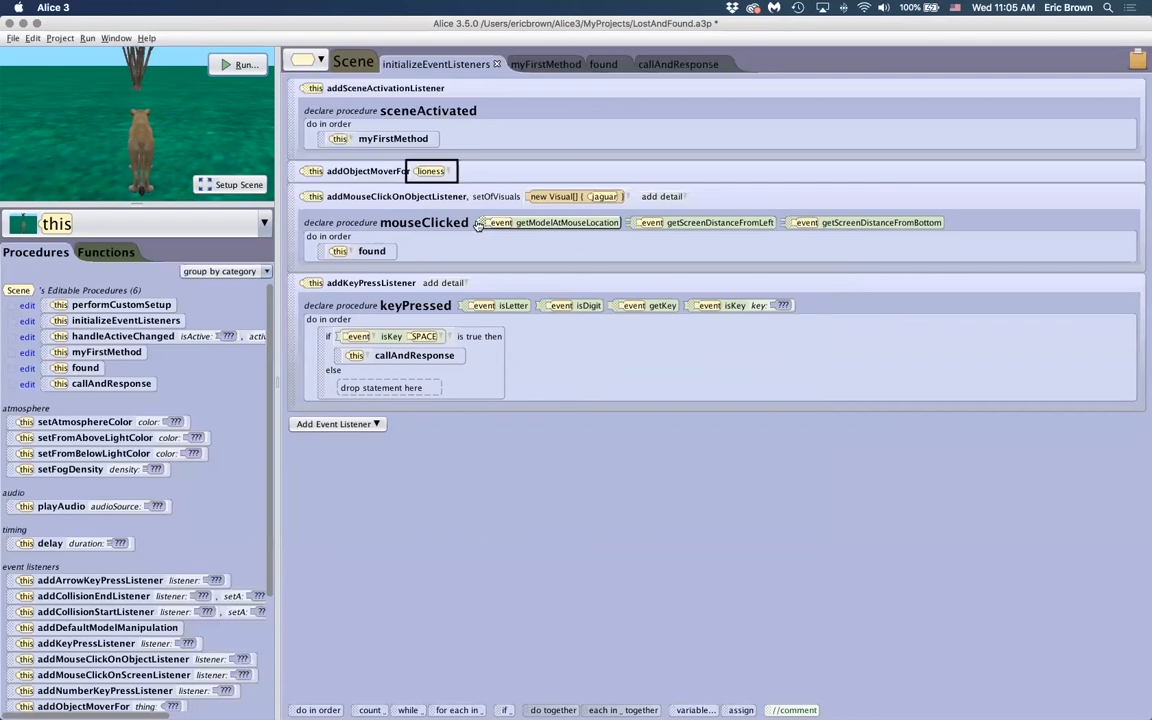 Alice 3
100%
Wed 11:05 AM Eric Brown
Alice 3.5.0 /Users/ericbrown/Alice3/MyProjects/LostAndFound.a3p *
File Edit Project Run Window Help
Run...
Setup Scene
this
Procedures Functions
group by category
Scene 's Editable Procedures (6)
edit this performCustomSetup
edit this initializeEventListeners
edit this handleActiveChanged isActive: ??? , activ
edit this myFirstMethod
edit this found
edit this callAndResponse
atmosphere
this setAtmosphereColor color: ???
this setFromAboveLightColor color: ???
this setFromBelowLightColor color: ???
this setFogDensity density: ???
audio
this playAudio audioSource: ???
timing
this delay duration: ???
event listeners
this addArrowKeyPressListener listener: ???
this addCollisionEndListener listener: ??? , setA: ???
this addCollisionStartListener listener: ??? , setA: ??
this addDefaultModelManipulation
this addKeyPressListener listener: ???
this addMouseClickOnObjectListener listener: ???
this addMouseClickOnScreenListener listener: ???
this addNumberKeyPressListener listener: ???
this addObjectMoverFor thing: ???
Scene initializeEventListeners myFirstMethod found callAndResponse
this addSceneActivationListener
declare procedure sceneActivated
do in order
this myFirstMethod
this addObjectMoverFor lioness
this addMouseClickOnObjectListener, setOfVisuals new Visual[] { jaguar } add detail
declare procedure mouseClicked event getModelAtMouseLocation event getScreenDistanceFromLeft event getScreenDistanceFromBottom
do in order
this found
this addKeyPressListener add detail
declare procedure keyPressed event isLetter event isDigit event getKey event isKey key: ???
do in order
if event isKey SPACE is true then
this callAndResponse
else
drop statement here
Add Event Listener
do in order count _ while _ for each in _ if _ do together each in _ together variable... assign //comment